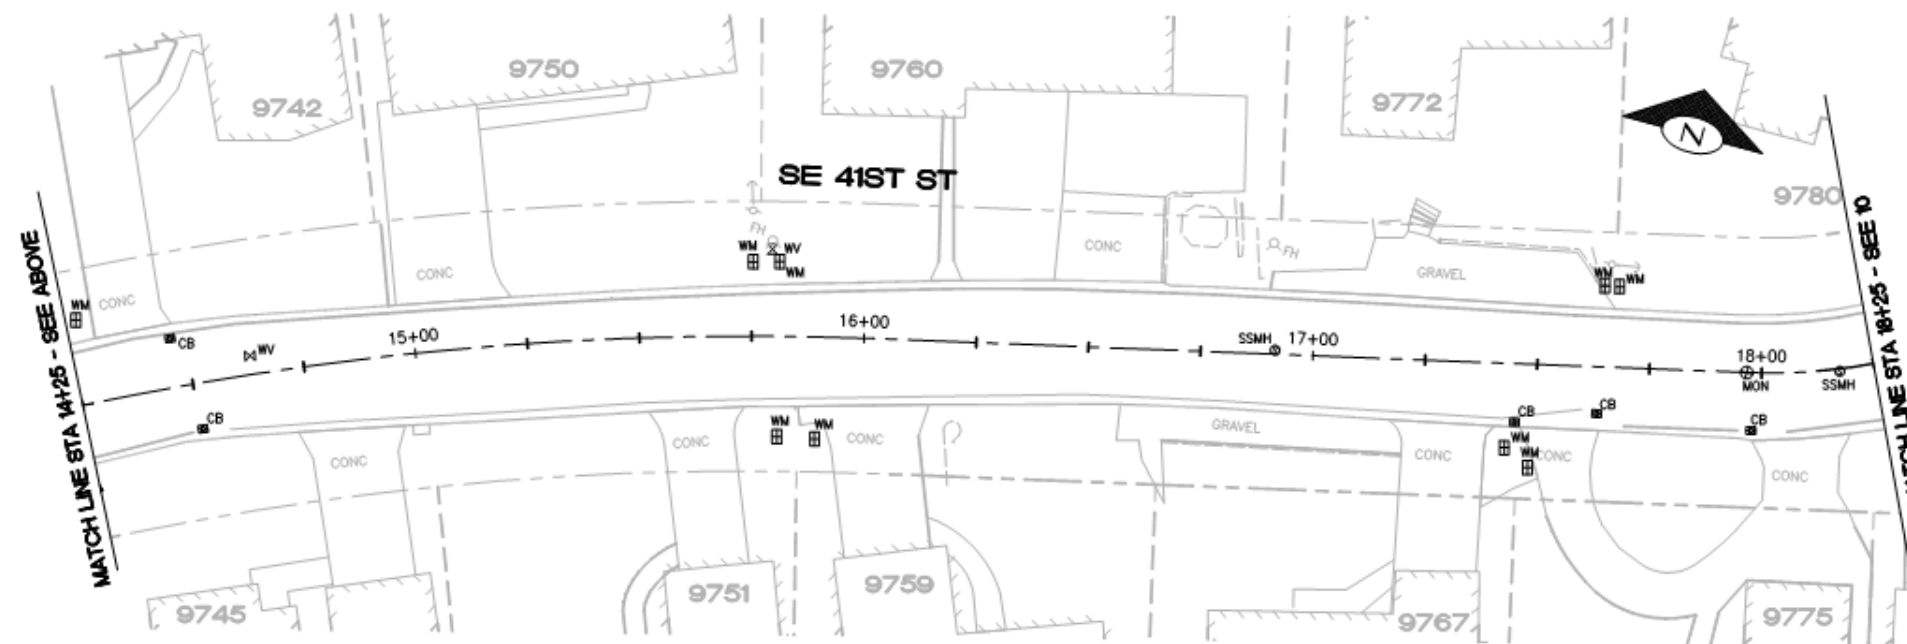 9742
9750
9760
9772
9780
SE 41ST ST
N
FH
WM
WV
WM
FH
CONC
CONC
CONC
GRAVEL
WM
WM
WM
CB
WV
15+00
16+00
SSMH
17+00
18+00
MON
SSMH
CB
CB
CB
CB
WM
WM
WM
WM
CONC
CONC
CONC
GRAVEL
CONC
CONC
CONC
9745
9751
9759
9767
9775
MATCH LINE STA 14+25 - SEE ABOVE
MATCH LINE STA 18+25 - SEE 10